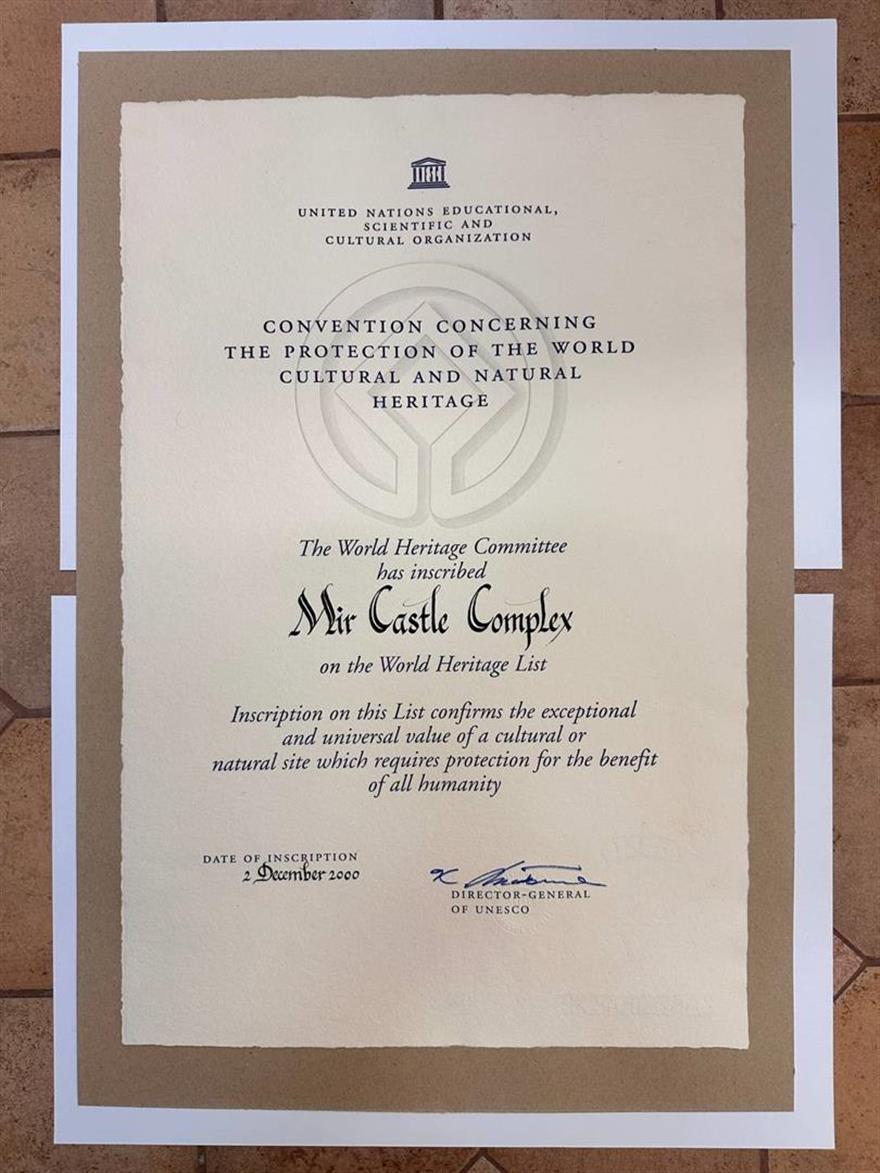 UNITED NATIONS EDUCATIONAL,
SCIENTIFIC AND
CULTURAL ORGANIZATION
CONVENTION CONCERNING
THE PROTECTION OF THE WORLD
CULTURAL AND NATURAL
HERITAGE
The World Heritage Committee
has inscribed
Mir Castle Complex
on the World Heritage List
Inscription on this List confirms the exceptional
and universal value of a cultural or
natural site which requires protection for the benefit
of all humanity
DATE OF INSCRIPTION
2 December 2000
DIRECTOR-GENERAL
OF UNESCO